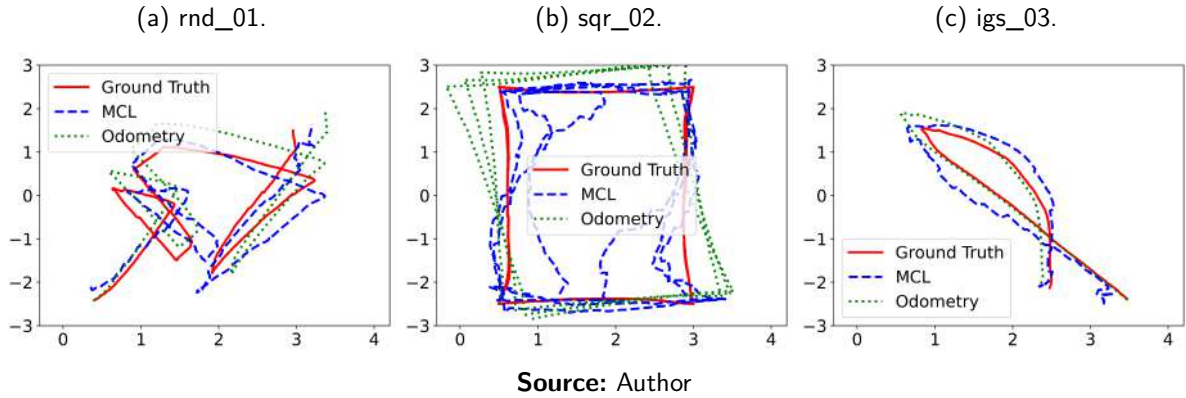 (a) rnd_01.
(b) sqr_02.
(c) igs_03.
3
2
1
0
−1
−2
−3
0 1 2 3 4
Ground Truth
MCL
Odometry
3
2
1
0
−1
−2
−3
0 1 2 3 4
Ground Truth
MCL
Odometry
3
2
1
0
−1
−2
−3
0 1 2 3 4
Ground Truth
MCL
Odometry
Source: Author